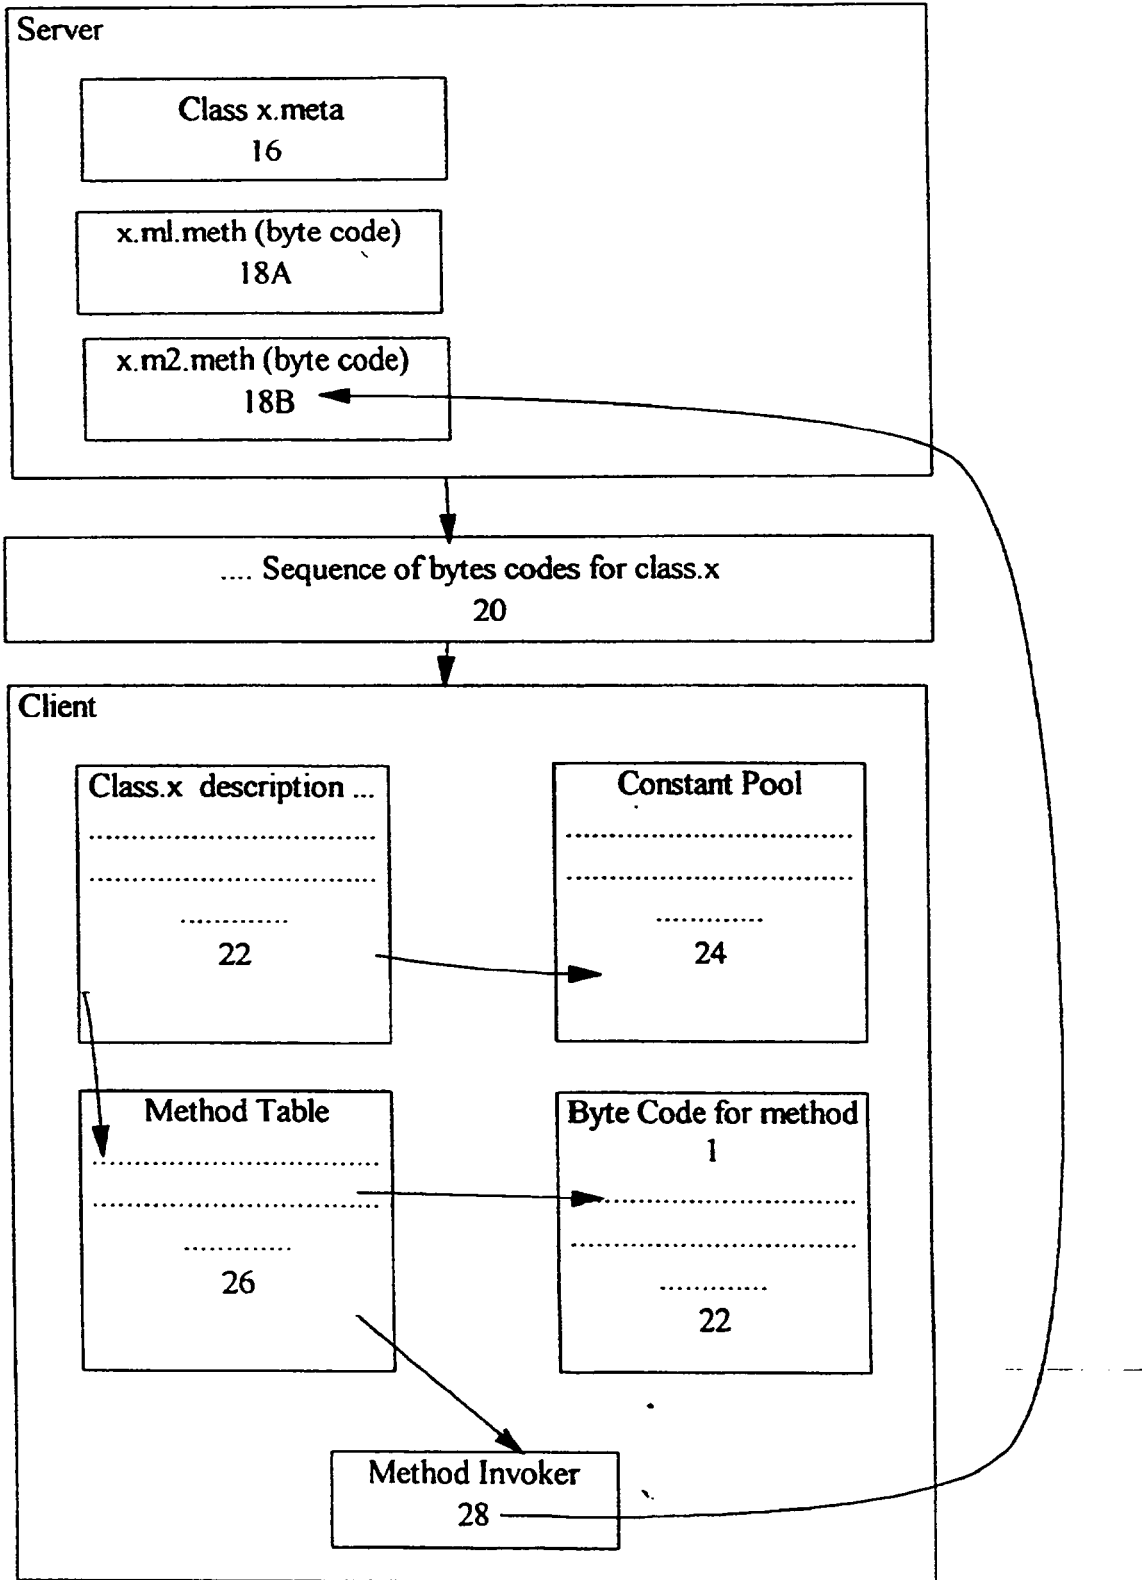 Server
Class x.meta
16
x.ml.meth (byte code)
18A
x.m2.meth (byte code)
18B
.... Sequence of bytes codes for class.x
20
Client
Class.x description ...
22
Constant Pool
24
Method Table
26
Byte Code for method
1
22
Method Invoker
28